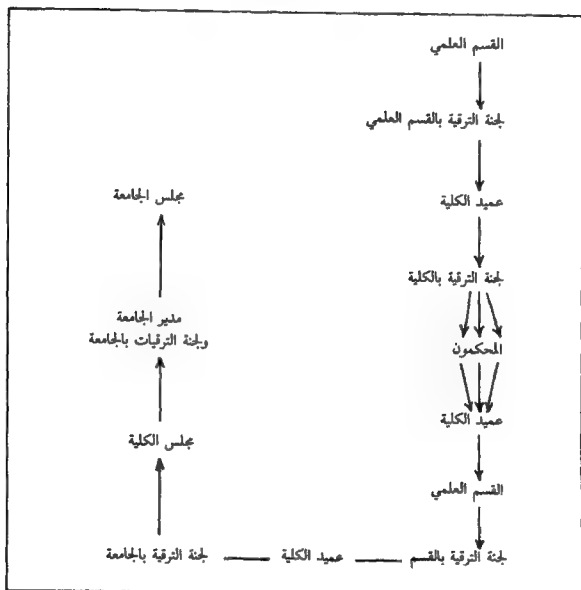 القسم العلمي
لجنة الترقية بالقسم العلمي
عميد الكلية
لجنة الترقية بالكلية
المحكمون
عميد الكلية
القسم العلمي
لجنة الترقية بالقسم
عميد الكلية
لجنة الترقية بالجامعة
مجلس الكلية
مدير الجامعة
ولجنة الترقيات بالجامعة
مجلس الجامعة